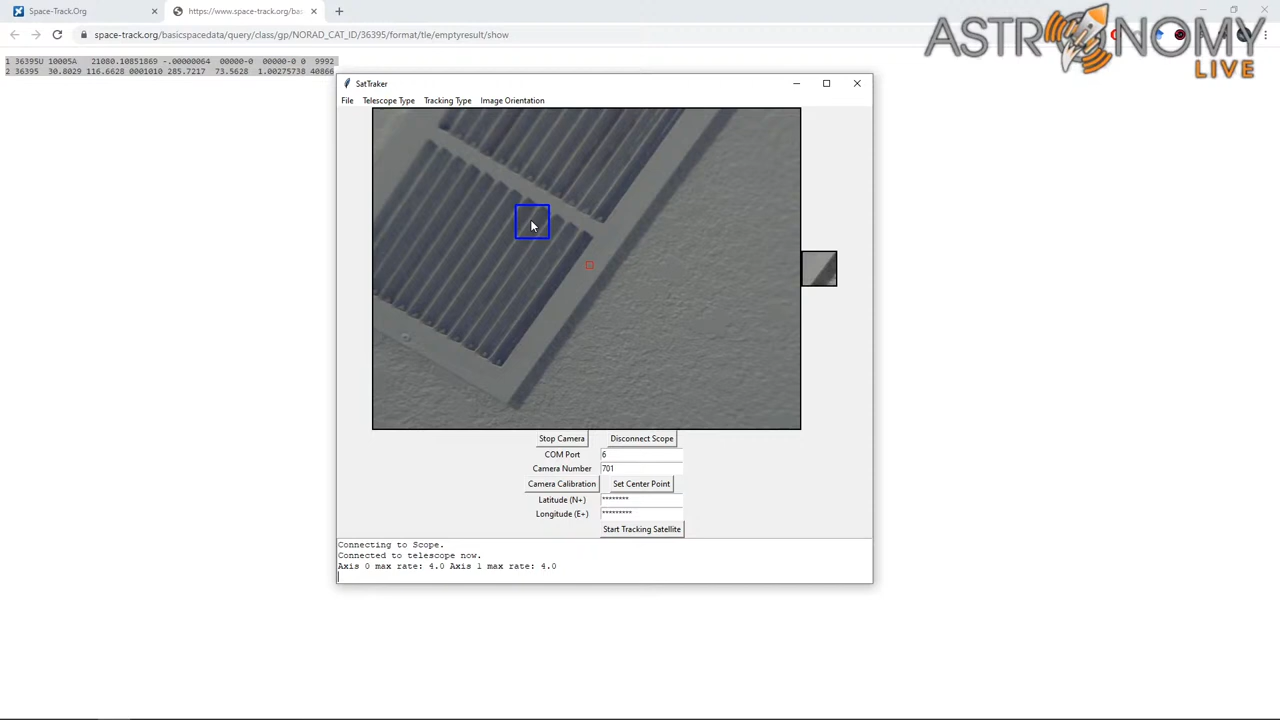 Space-Track.Org
https://www.space-track.org/bas
space-track.org/basicspacedata/query/class/gp/NORAD_CAT_ID/36395/format/tle/emptyresult/show
ASTRONOMY
LIVE
1 36395U 10005A   21080.10851869 -.00000064  00000-0  00000-0 0  9992
2 36395  30.8029 116.6628 0001010 285.7217  73.5628  1.00275738 40866
SatTraker
File Telescope Type Tracking Type Image Orientation
Stop Camera Disconnect Scope
COM Port 6
Camera Number 701
Camera Calibration Set Center Point
Latitude (N+) ********
Longitude (E+) *********
Start Tracking Satellite
Connecting to Scope.
Connected to telescope now.
Axis 0 max rate: 4.0 Axis 1 max rate: 4.0